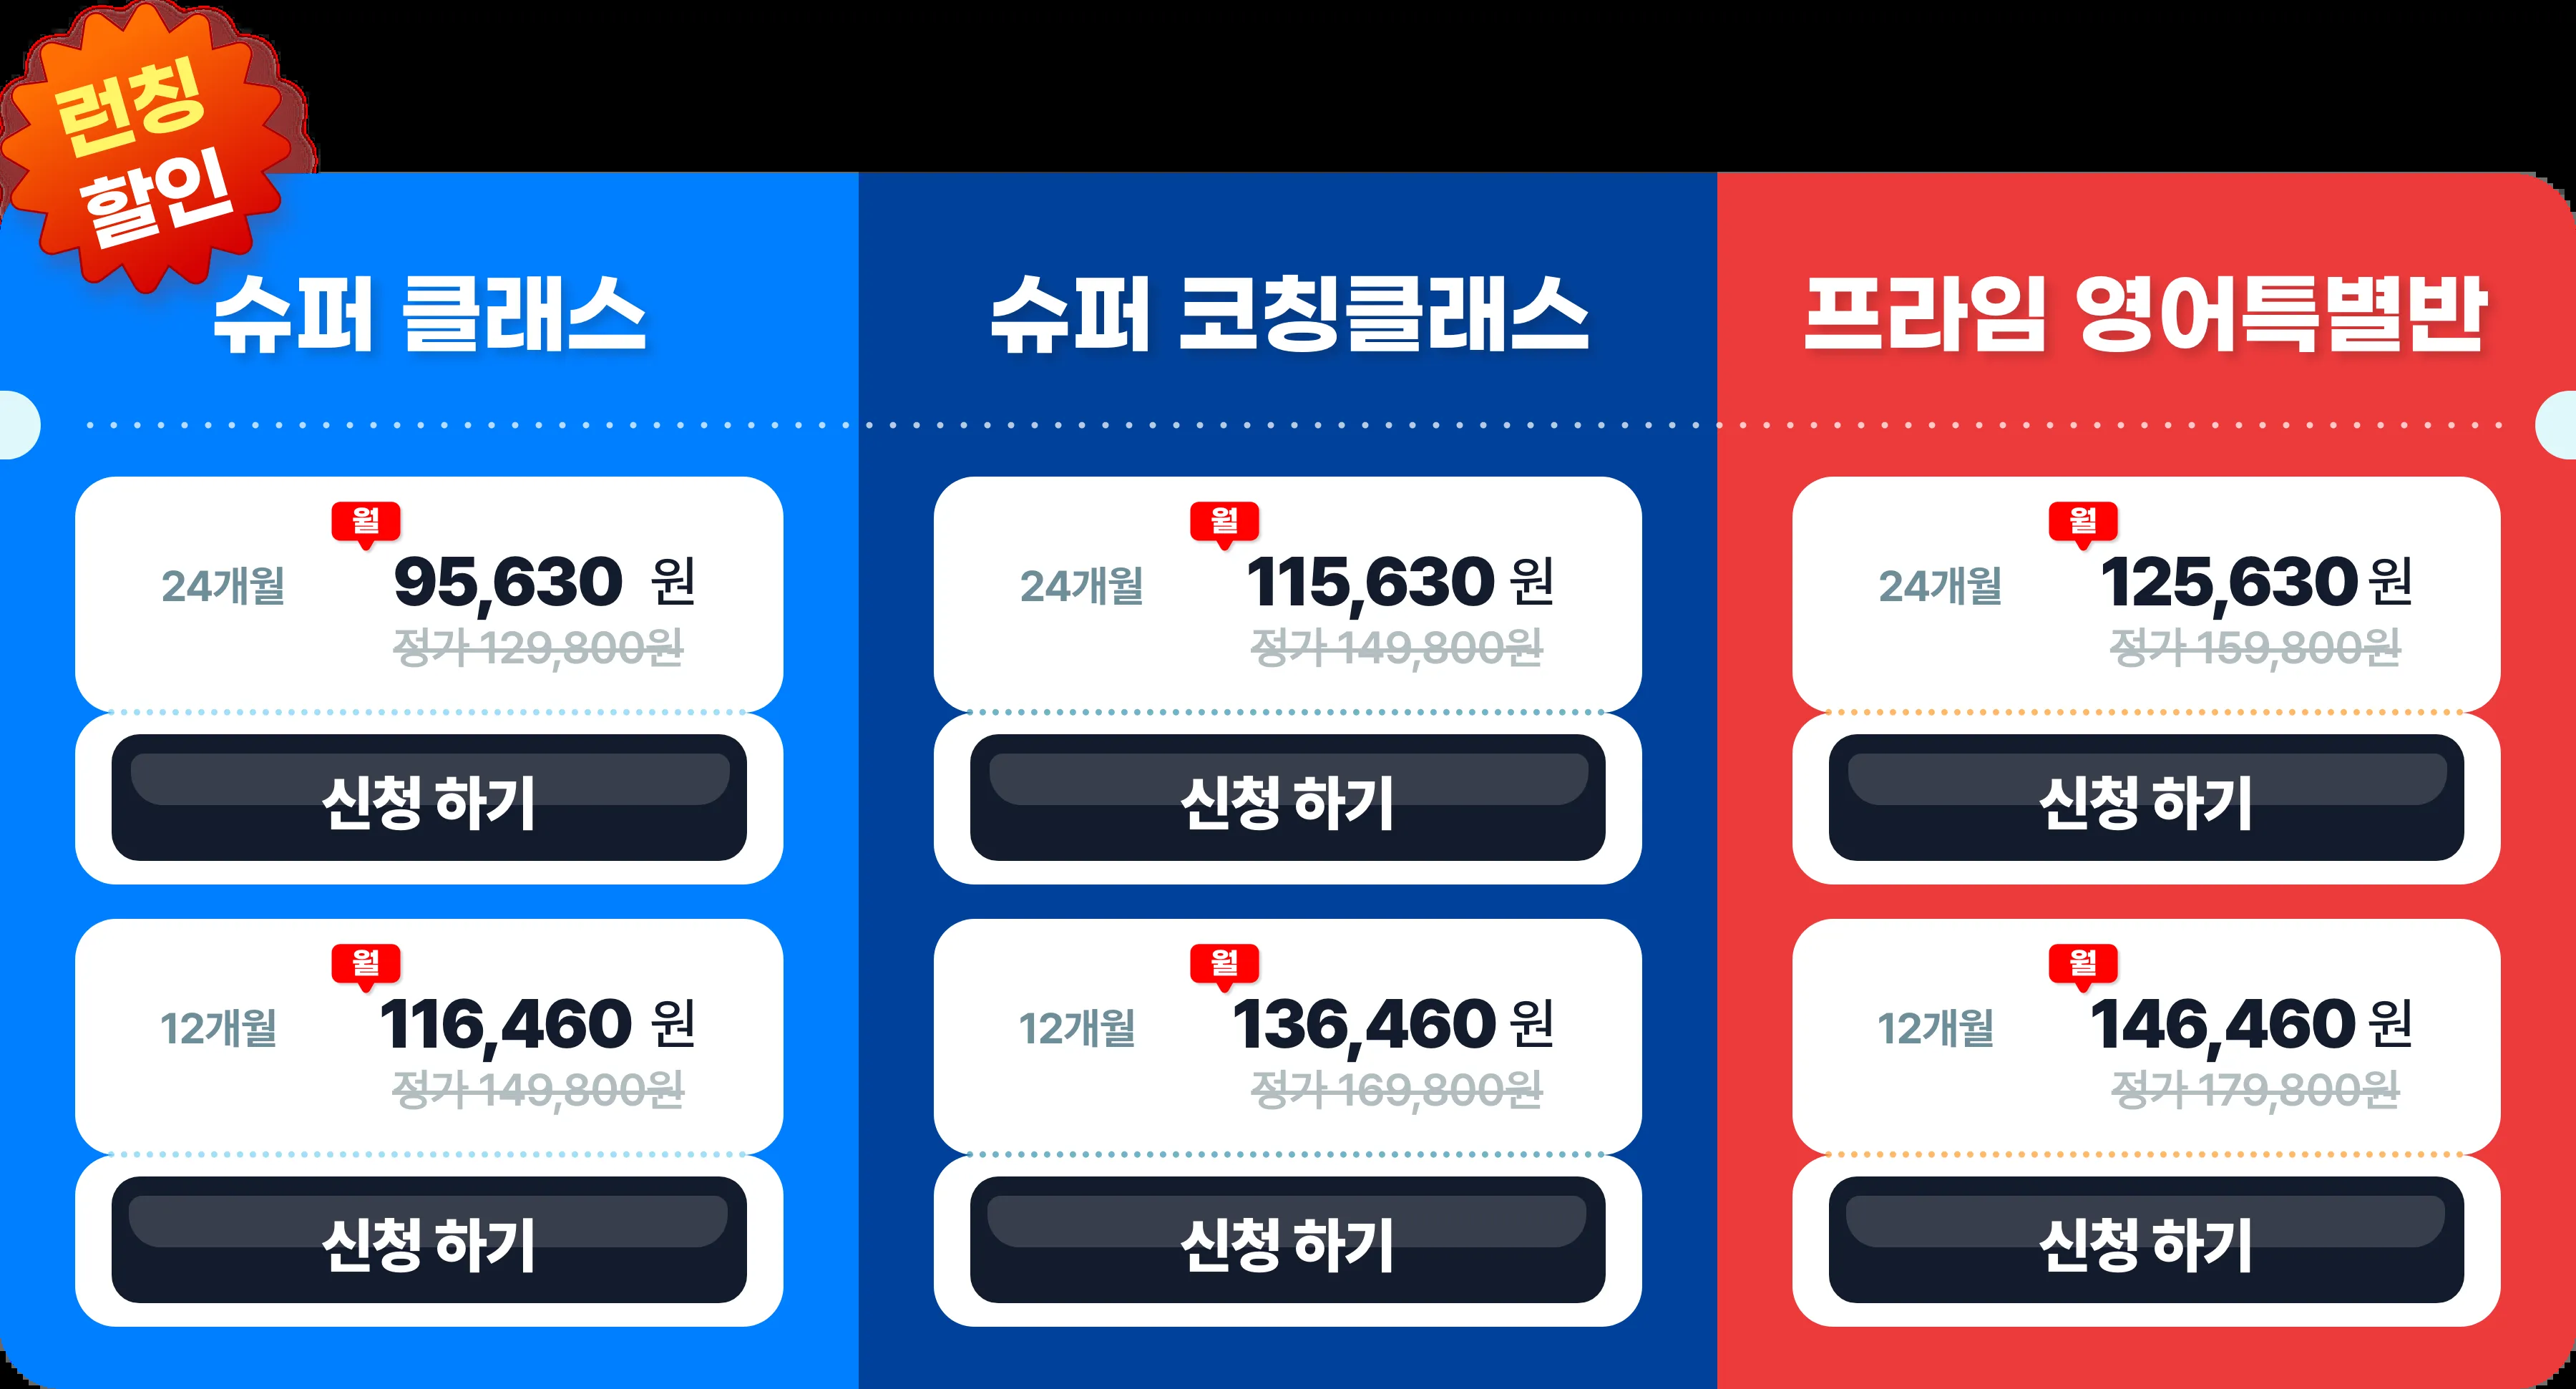 런칭
할인
슈퍼 클래스
월
24개월
95,630 원
정가 129,800원
신청 하기
월
12개월
116,460 원
정가 149,800원
신청 하기
슈퍼 코칭클래스
월
24개월
115,630 원
정가 149,800원
신청 하기
월
12개월
136,460 원
정가 169,800원
신청 하기
프라임 영어특별반
월
24개월
125,630 원
정가 159,800원
신청 하기
월
12개월
146,460 원
정가 179,800원
신청 하기